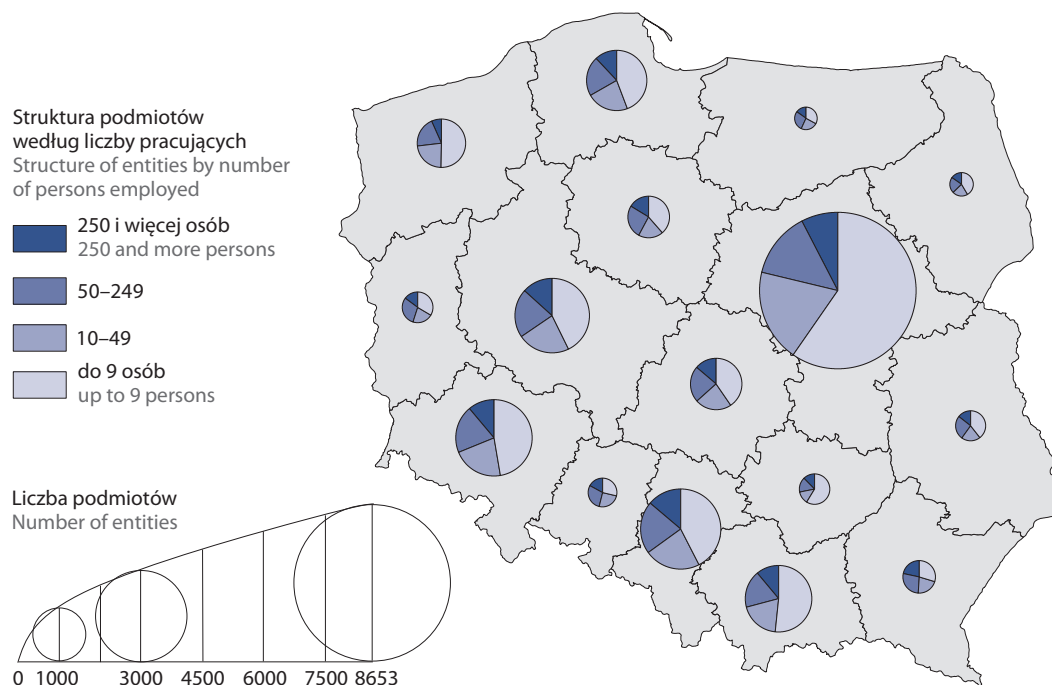 Struktura podmiotów
według liczby pracujących
Structure of entities by number
of persons employed
250 i więcej osób
250 and more persons
50–249
10–49
do 9 osób
up to 9 persons
Liczba podmiotów
Number of entities
0 1000 3000 4500 6000 7500 8653